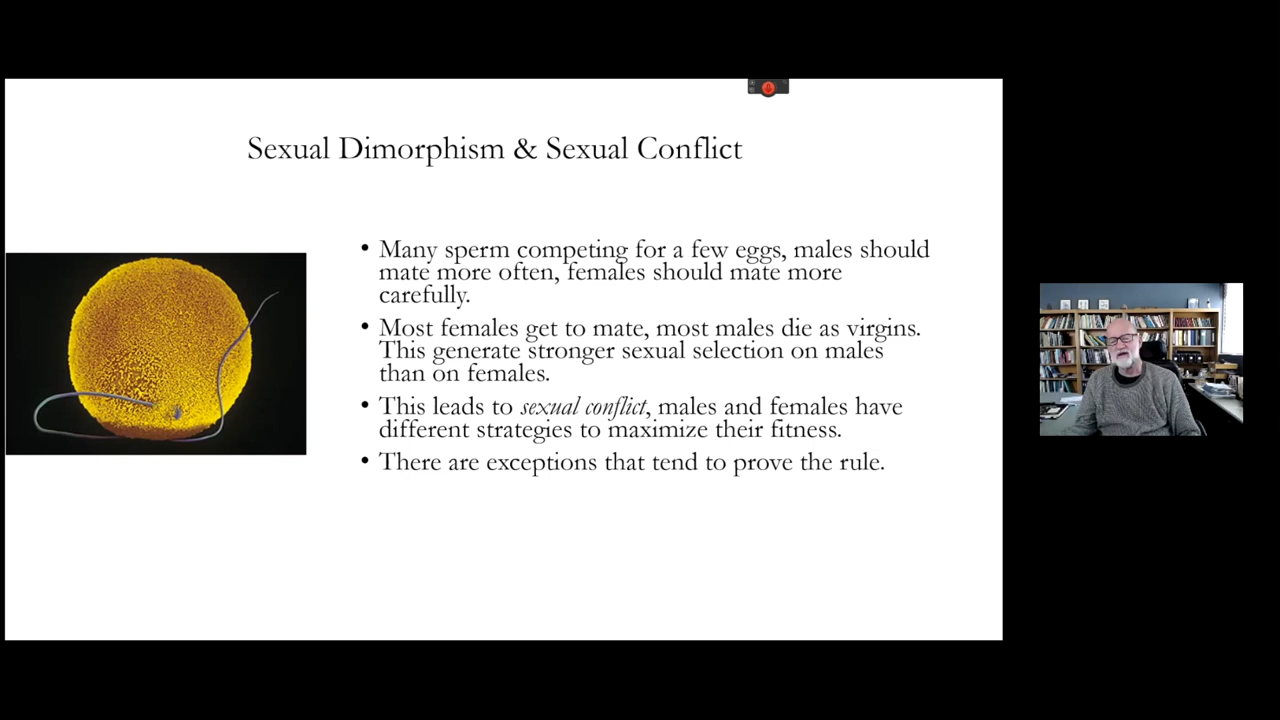 Sexual Dimorphism & Sexual Conflict
• Many sperm competing for a few eggs, males should
mate more often, females should mate more
carefully.
• Most females get to mate, most males die as virgins.
This generate stronger sexual selection on males
than on females.
• This leads to sexual conflict, males and females have
different strategies to maximize their fitness.
• There are exceptions that tend to prove the rule.